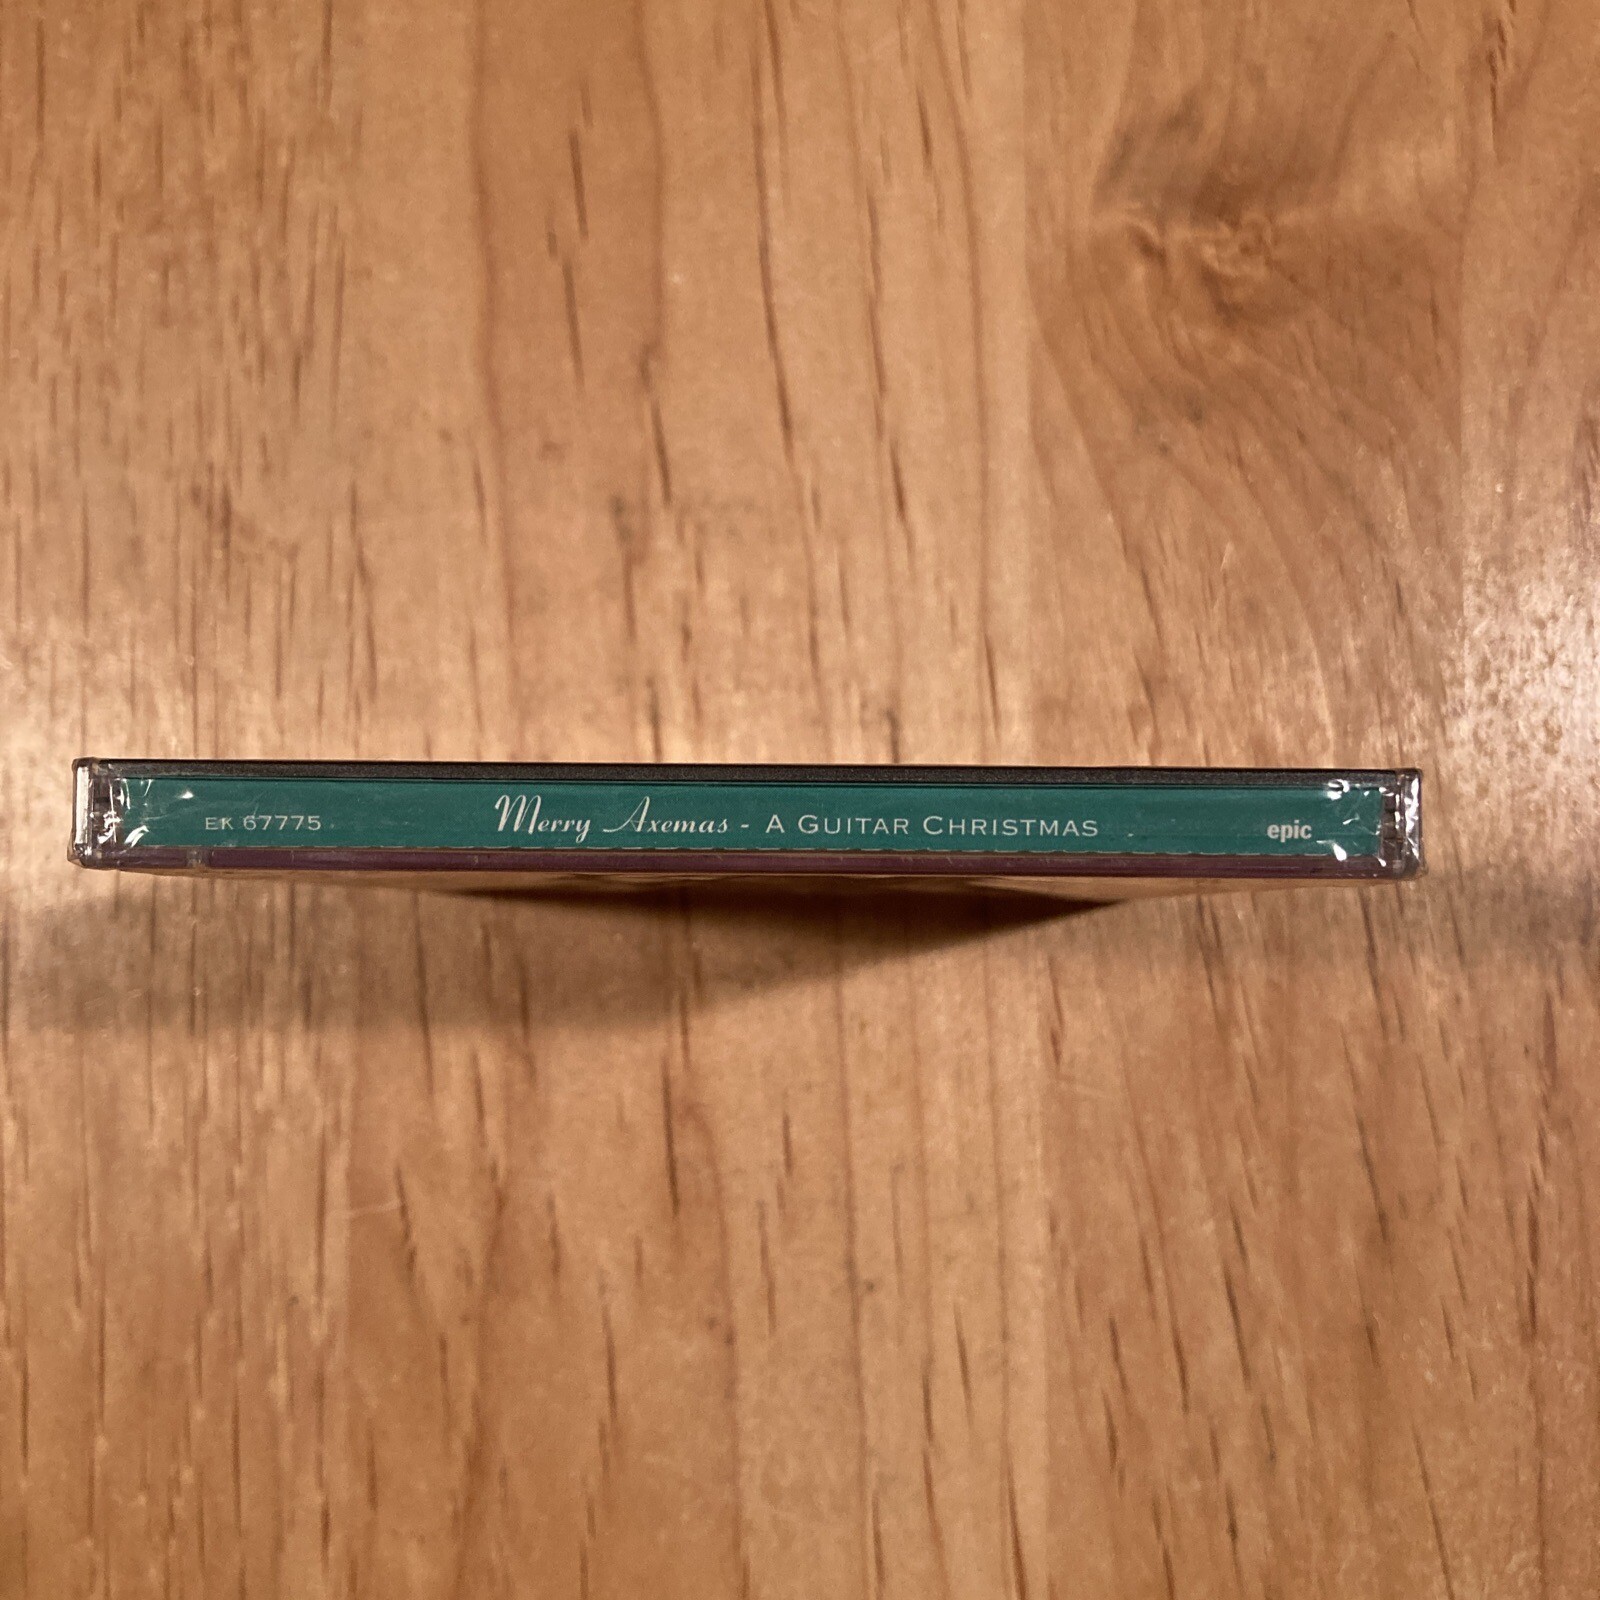 EK 67775 Merry Axemas - A GUITAR CHRISTMAS epic